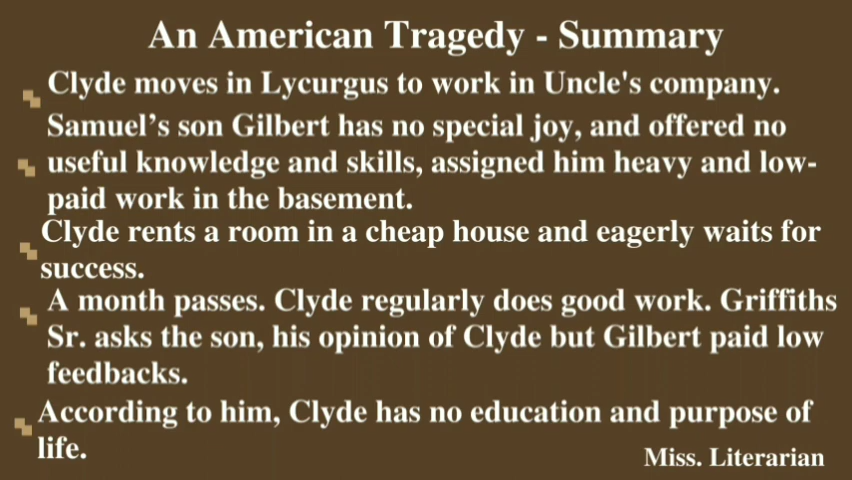 An American Tragedy - Summary
Clyde moves in Lycurgus to work in Uncle's company.
Samuel’s son Gilbert has no special joy, and offered no
useful knowledge and skills, assigned him heavy and low-
paid work in the basement.
Clyde rents a room in a cheap house and eagerly waits for
success.
A month passes. Clyde regularly does good work. Griffiths
Sr. asks the son, his opinion of Clyde but Gilbert paid low
feedbacks.
According to him, Clyde has no education and purpose of
life.
Miss. Literarian